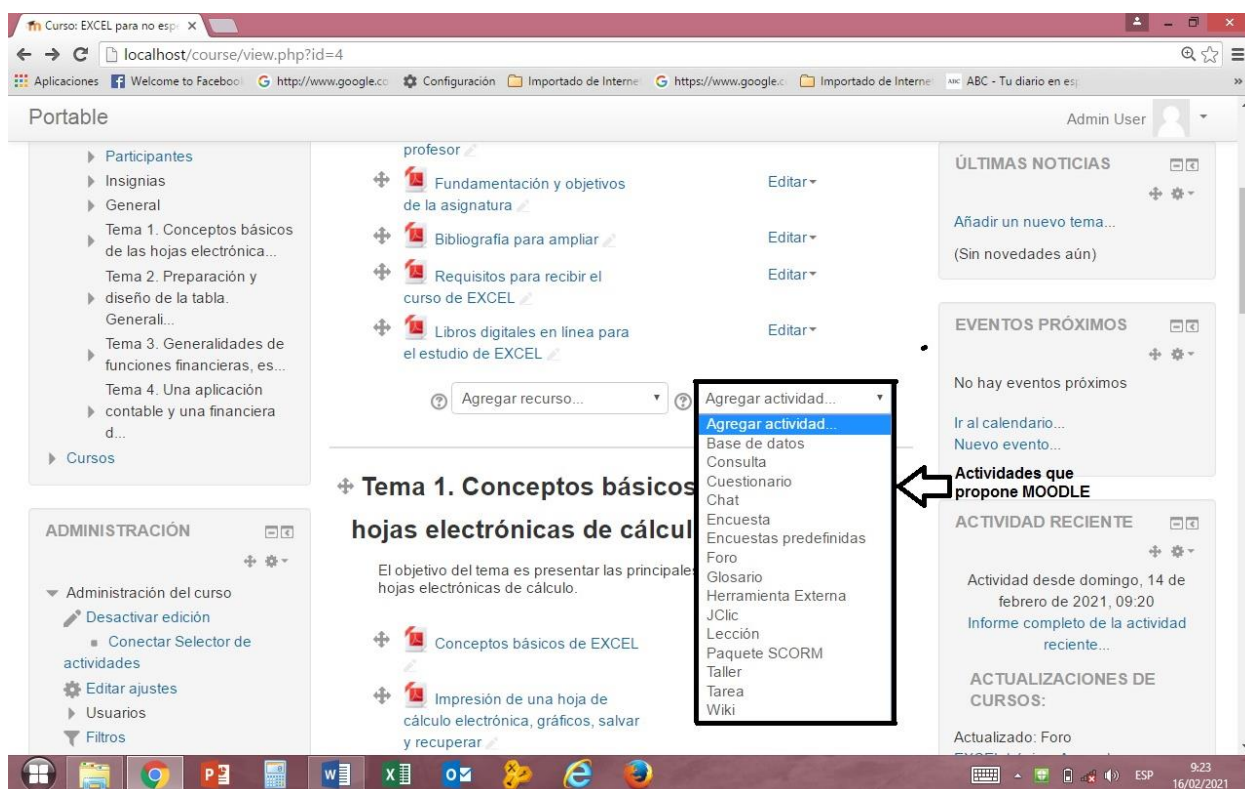 Curso: EXCEL para no esp
localhost/course/view.php?id=4
Aplicaciones Welcome to Facebook http://www.google.co Configuración Importado de Interne https://www.google.c Importado de Interne ABC ABC - Tu diario en esp »
Portable
Admin User
Participantes
Insignias
General
Tema 1. Conceptos básicos
de las hojas electrónica...
Tema 2. Preparación y
diseño de la tabla.
Generali...
Tema 3. Generalidades de
funciones financieras, es...
Tema 4. Una aplicación
contable y una financiera
d...
Cursos
ADMINISTRACIÓN
Administración del curso
Desactivar edición
Conectar Selector de
actividades
Editar ajustes
Usuarios
Filtros
profesor
Fundamentación y objetivos Editar
de la asignatura
Bibliografía para ampliar Editar
Requisitos para recibir el Editar
curso de EXCEL
Libros digitales en línea para Editar
el estudio de EXCEL
Agregar recurso... Agregar actividad...
Agregar actividad...
Base de datos
Consulta
Cuestionario
Chat
Encuesta
Encuestas predefinidas
Foro
Glosario
Herramienta Externa
JClic
Lección
Paquete SCORM
Taller
Tarea
Wiki
Tema 1. Conceptos básicos
hojas electrónicas de cálcul
El objetivo del tema es presentar las principale
hojas electrónicas de cálculo.
Conceptos básicos de EXCEL
Impresión de una hoja de
cálculo electrónica, gráficos, salvar
y recuperar
ÚLTIMAS NOTICIAS
Añadir un nuevo tema...
(Sin novedades aún)
EVENTOS PRÓXIMOS
No hay eventos próximos
Ir al calendario...
Nuevo evento...
Actividades que
propone MOODLE
ACTIVIDAD RECIENTE
Actividad desde domingo, 14 de
febrero de 2021, 09:20
Informe completo de la actividad
reciente...
ACTUALIZACIONES DE
CURSOS:
Actualizado: Foro
ESP 9:23
16/02/2021